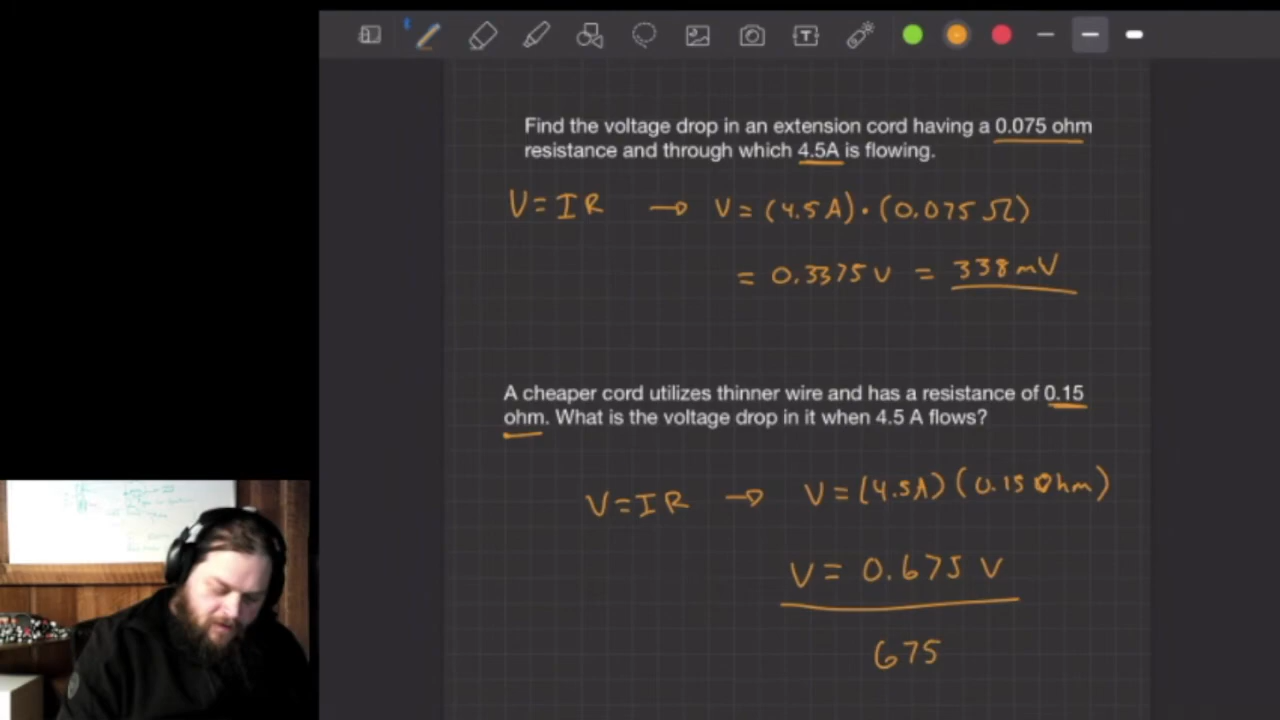 Find the voltage drop in an extension cord having a 0.075 ohm
resistance and through which 4.5A is flowing.
V = IR → V = (4.5 A) · (0.075 Ω)
= 0.3375 V = 338 mV
A cheaper cord utilizes thinner wire and has a resistance of 0.15
ohm. What is the voltage drop in it when 4.5 A flows?
V = IR → V = (4.5A) (0.15 Ohm)
V = 0.675 V
675